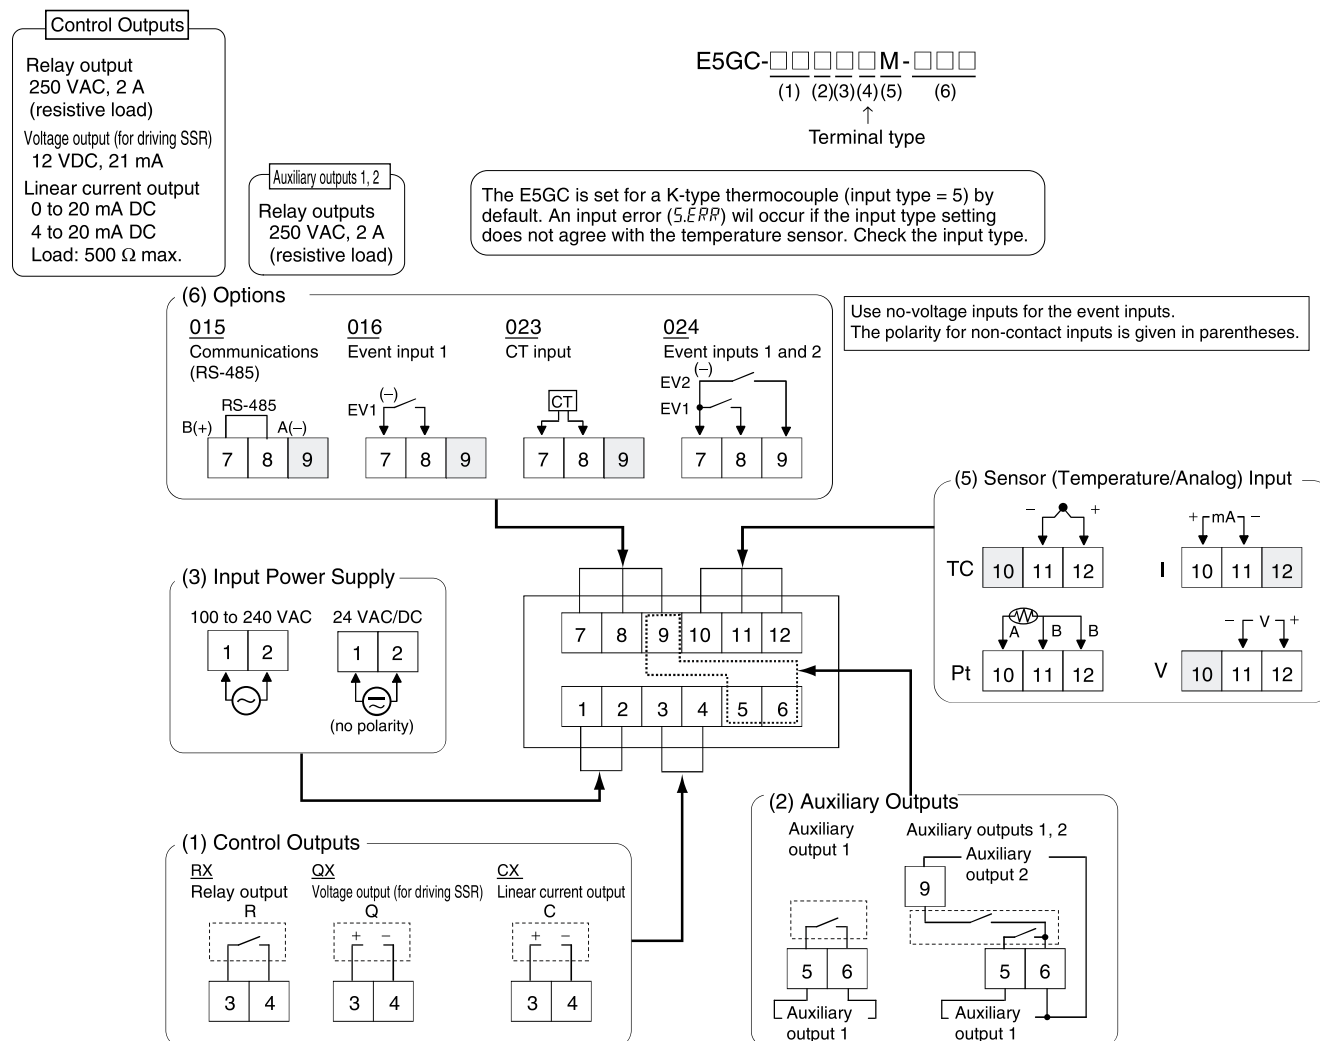 Control Outputs
Relay output
250 VAC, 2 A
(resistive load)
Voltage output (for driving SSR)
12 VDC, 21 mA
Linear current output
0 to 20 mA DC
4 to 20 mA DC
Load: 500 Ω max.
Auxiliary outputs 1, 2
Relay outputs
250 VAC, 2 A
(resistive load)
E5GC-□□□□□M-□□□
(1) (2)(3)(4)(5) (6)
↑
Terminal type
The E5GC is set for a K-type thermocouple (input type = 5) by
default. An input error (S.ERR) wil occur if the input type setting
does not agree with the temperature sensor. Check the input type.
(6) Options
015
Communications
(RS-485)
RS-485
B(+) A(−)
7 8 9
016
Event input 1
(−)
EV1
7 8 9
023
CT input
CT
7 8 9
024
Event inputs 1 and 2
(−)
EV2
EV1
7 8 9
Use no-voltage inputs for the event inputs.
The polarity for non-contact inputs is given in parentheses.
(5) Sensor (Temperature/Analog) Input
− +
TC 10 11 12
+ mA −
I 10 11 12
A B B
Pt 10 11 12
− V +
V 10 11 12
(3) Input Power Supply
100 to 240 VAC
1 2
24 VAC/DC
1 2
(no polarity)
7 8 9 10 11 12
1 2 3 4 5 6
(2) Auxiliary Outputs
Auxiliary
output 1
5 6
Auxiliary
output 1
Auxiliary outputs 1, 2
Auxiliary
output 2
9
5 6
Auxiliary
output 1
(1) Control Outputs
RX
Relay output
R
3 4
QX
Voltage output (for driving SSR)
Q
+ −
3 4
CX
Linear current output
C
+ −
3 4